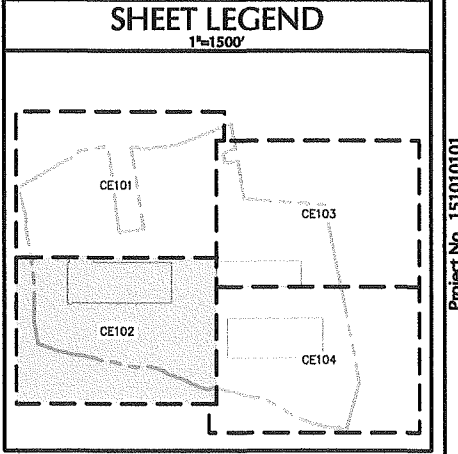 SHEET LEGEND
1"=1500'
CE101
CE103
CE102
CE104
Project No. 151010101